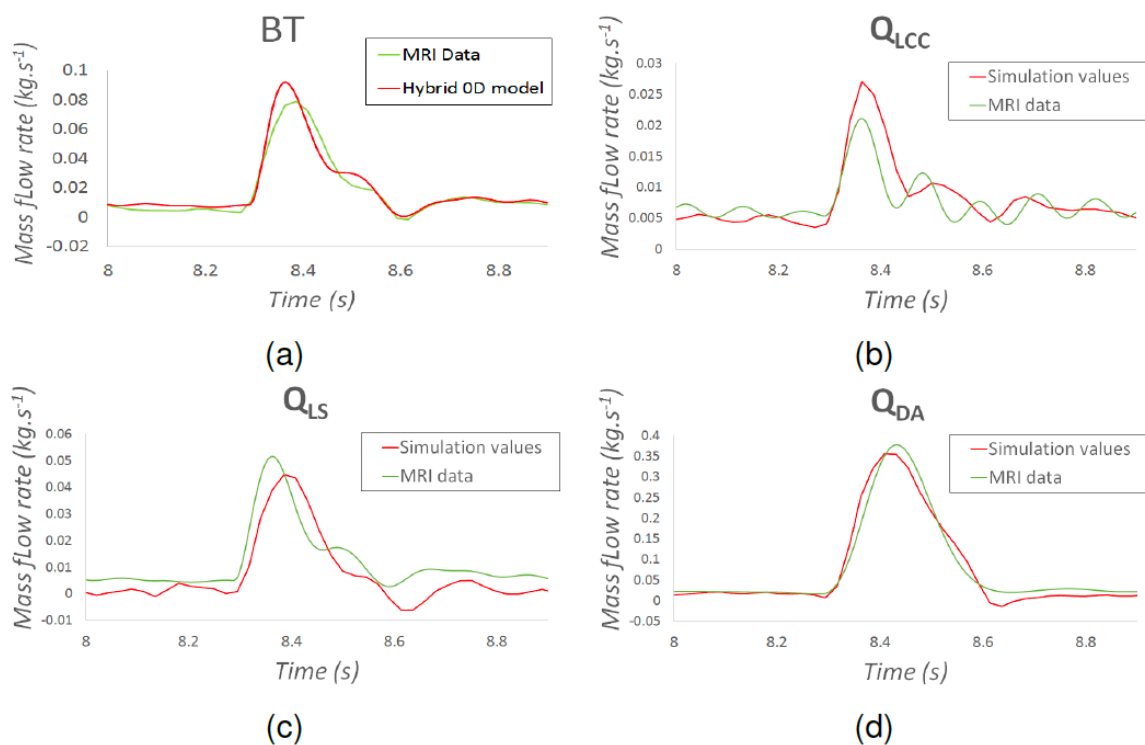 BT
MRI Data
Hybrid 0D model
Mass fLow rate (kg.s-1)
0.1
0.08
0.06
0.04
0.02
0
-0.02
8 8.2 8.4 8.6 8.8
Time (s)
(a)
QLCC
Simulation values
MRI data
Mass fLow rate (kg.s-1)
0.03
0.025
0.02
0.015
0.01
0.005
0
8 8.2 8.4 8.6 8.8
Time (s)
(b)
QLS
Simulation values
MRI data
Mass fLow rate (kg.s-1)
0.06
0.05
0.04
0.03
0.02
0.01
0
-0.01
8 8.2 8.4 8.6 8.8
Time (s)
(c)
QDA
Simulation values
MRI data
Mass fLow rate (kg.s-1)
0.4
0.35
0.3
0.25
0.2
0.15
0.1
0.05
0
-0.05
8 8.2 8.4 8.6 8.8
Time (s)
(d)